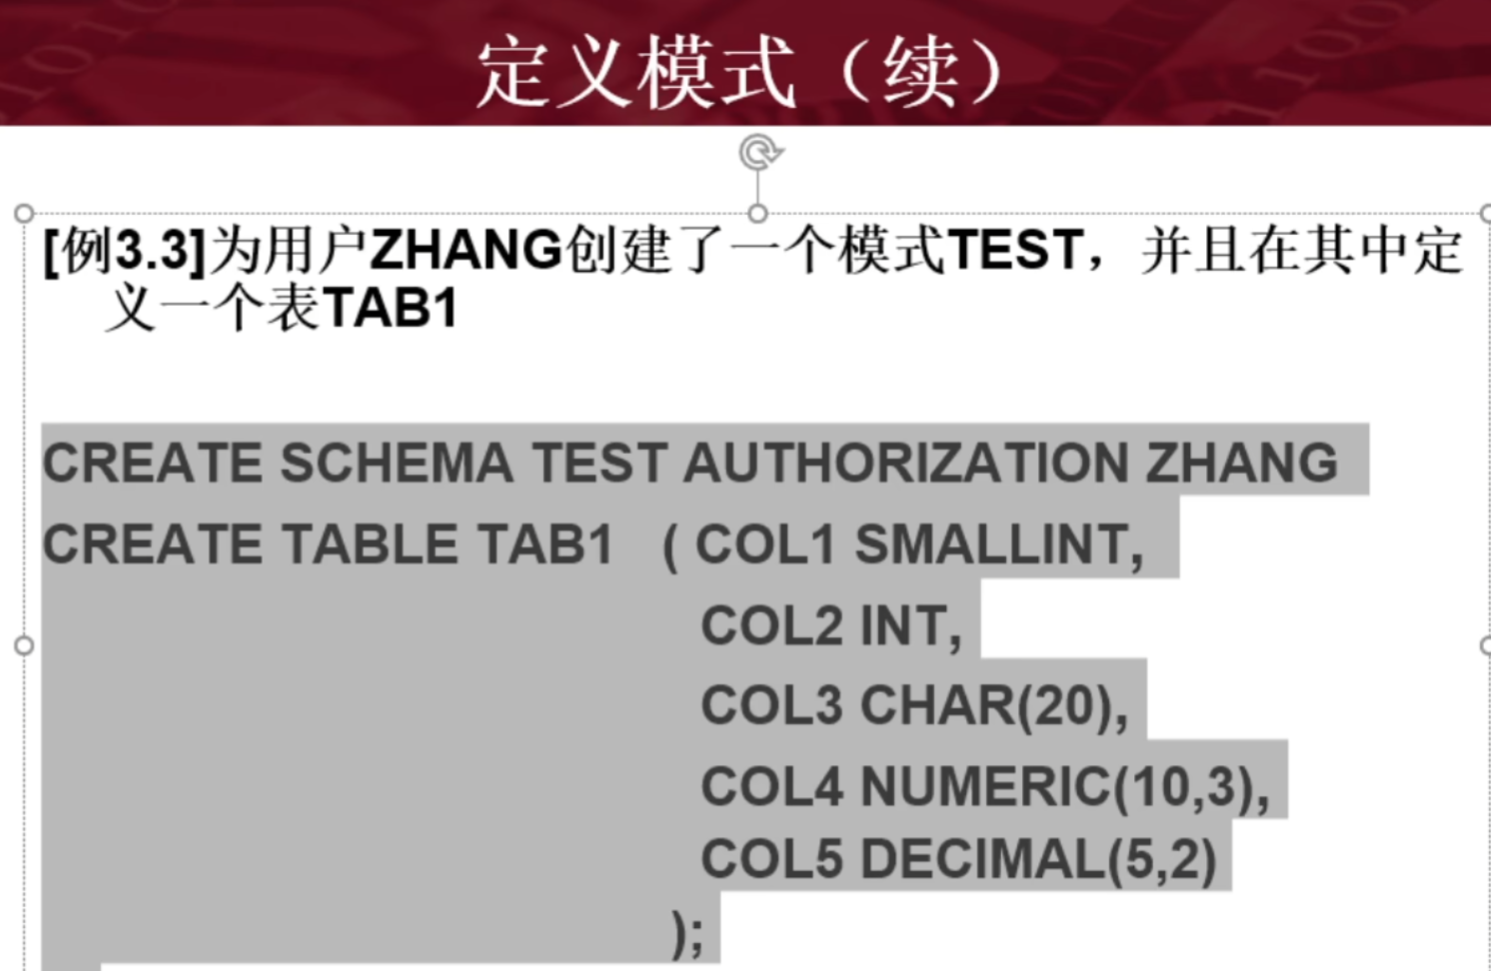 定义模式（续）
[例3.3]为用户ZHANG创建了一个模式TEST，并且在其中定
义一个表TAB1
CREATE SCHEMA TEST AUTHORIZATION ZHANG
CREATE TABLE TAB1 ( COL1 SMALLINT,
COL2 INT,
COL3 CHAR(20),
COL4 NUMERIC(10,3),
COL5 DECIMAL(5,2)
);